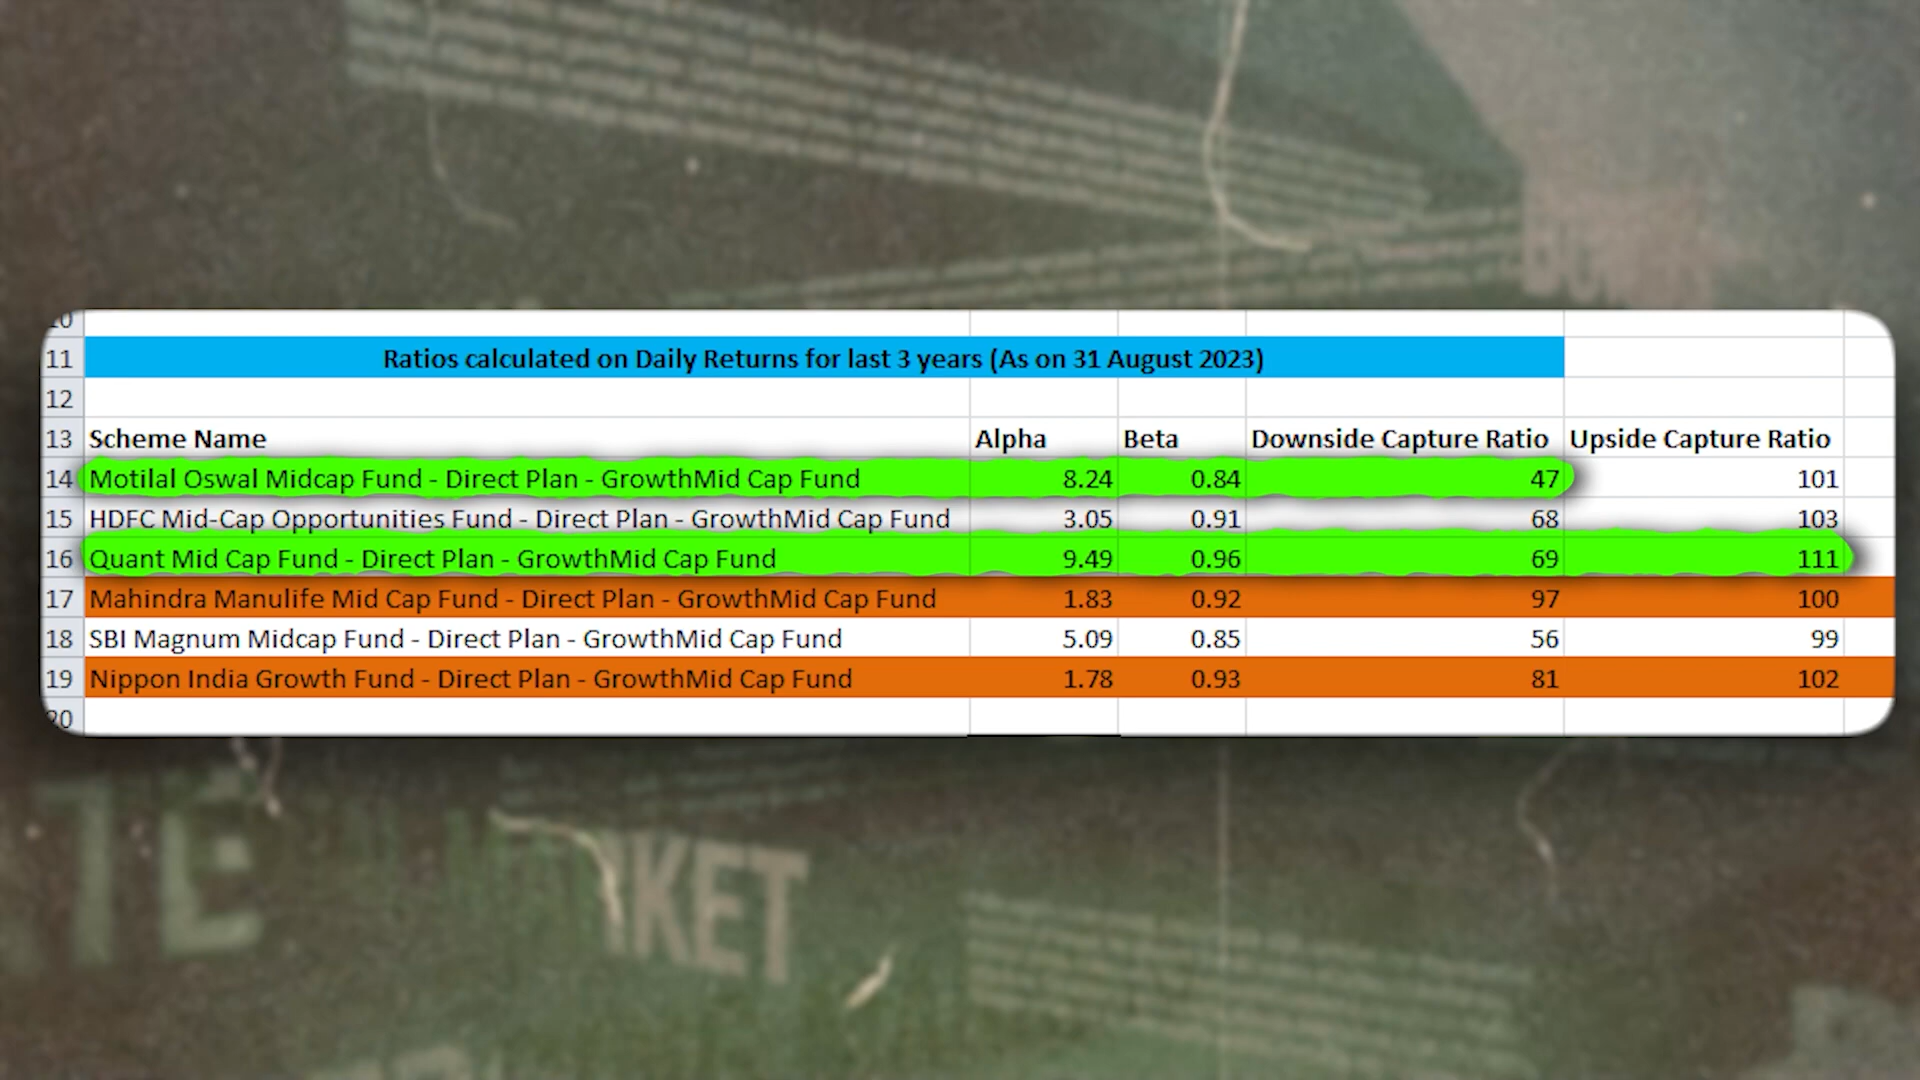 11 Ratios calculated on Daily Returns for last 3 years (As on 31 August 2023)
12
13 Scheme Name Alpha Beta Downside Capture Ratio Upside Capture Ratio
14 Motilal Oswal Midcap Fund - Direct Plan - GrowthMid Cap Fund 8.24 0.84 47 101
15 HDFC Mid-Cap Opportunities Fund - Direct Plan - GrowthMid Cap Fund 3.05 0.91 68 103
16 Quant Mid Cap Fund - Direct Plan - GrowthMid Cap Fund 9.49 0.96 69 111
17 Mahindra Manulife Mid Cap Fund - Direct Plan - GrowthMid Cap Fund 1.83 0.92 97 100
18 SBI Magnum Midcap Fund - Direct Plan - GrowthMid Cap Fund 5.09 0.85 56 99
19 Nippon India Growth Fund - Direct Plan - GrowthMid Cap Fund 1.78 0.93 81 102
20